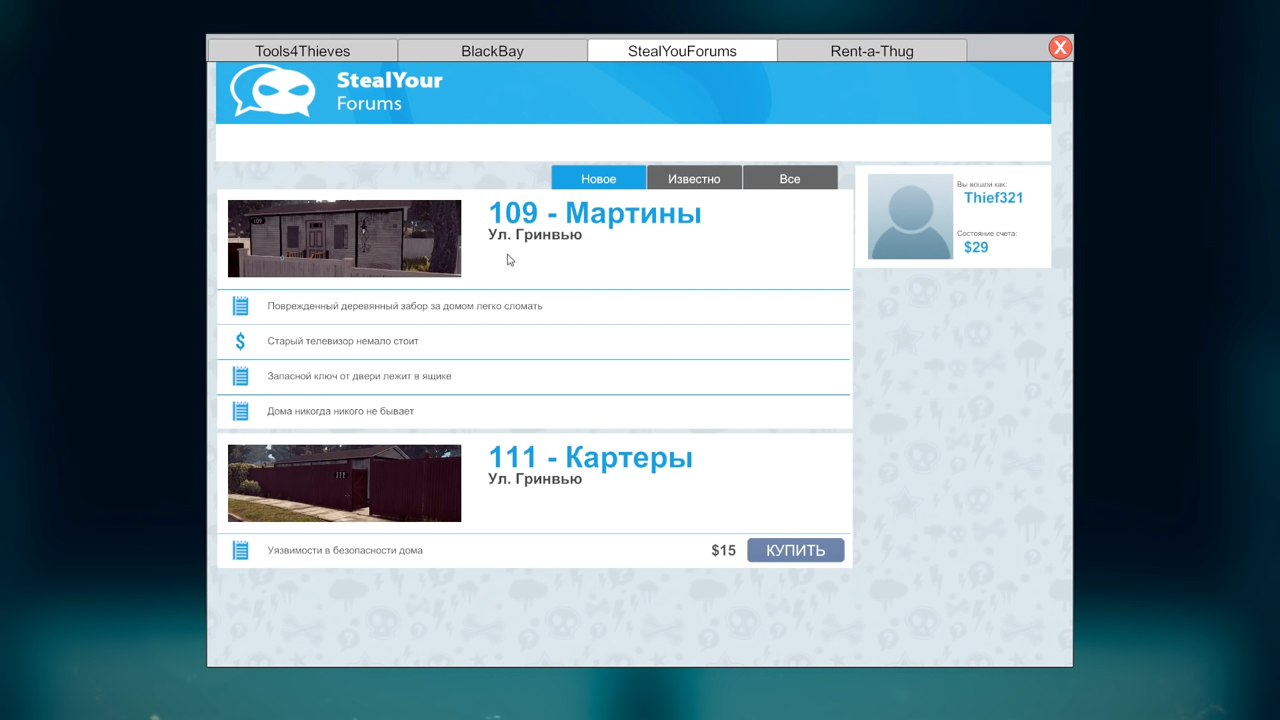 Tools4Thieves
BlackBay
StealYouForums
Rent-a-Thug
X
StealYour
Forums
Новое
Известно
Все
Вы вошли как:
Thief321
Состояние счета:
$29
109
109 - Мартины
Ул. Гринвью
Поврежденный деревянный забор за домом легко сломать
$
Старый телевизор немало стоит
Запасной ключ от двери лежит в ящике
Дома никогда никого не бывает
111
111 - Картеры
Ул. Гринвью
Уязвимости в безопасности дома
$15
КУПИТЬ